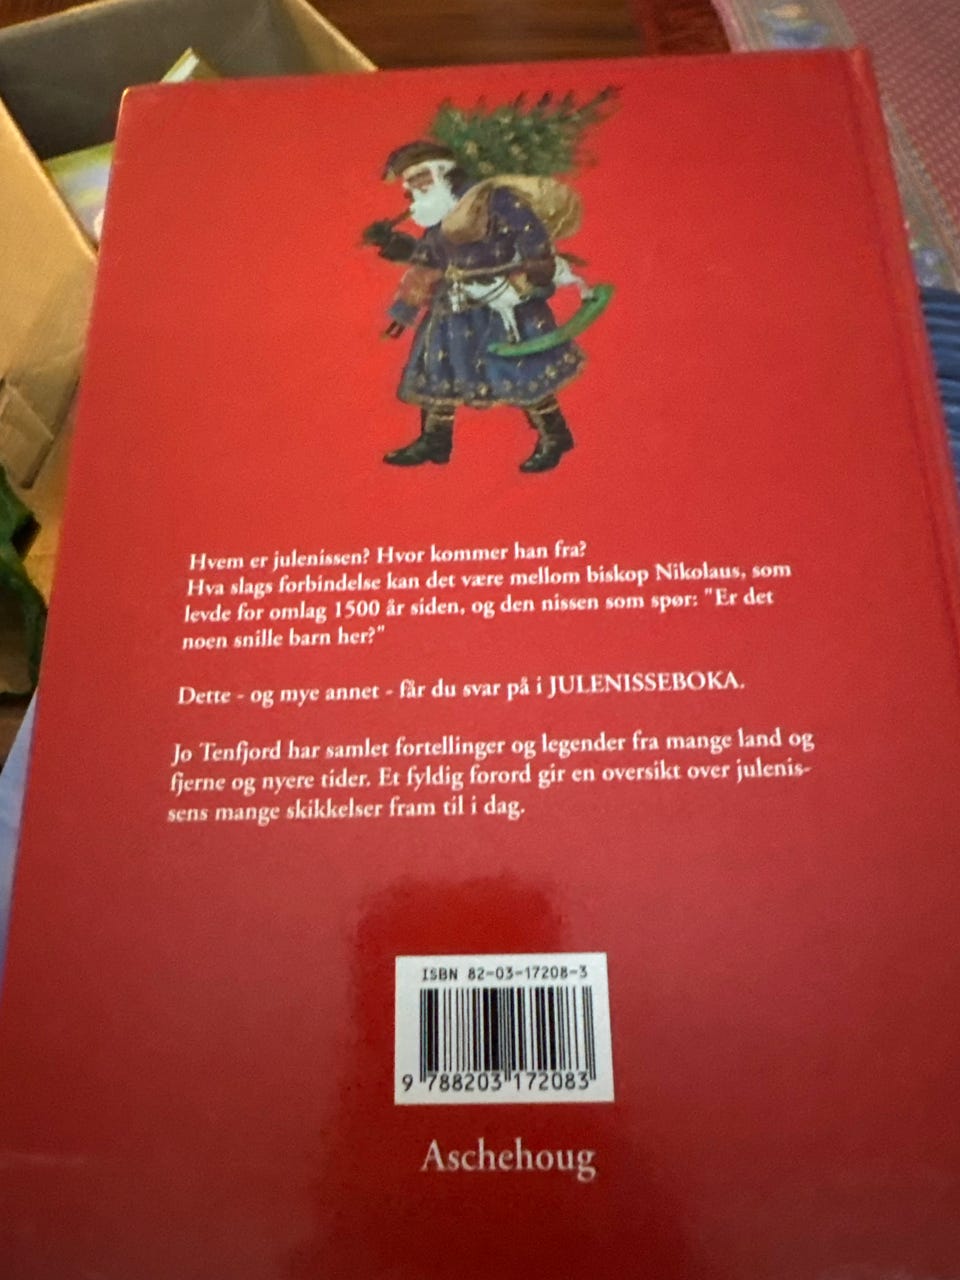 Hvem er julenissen? Hvor kommer han fra?
Hva slags forbindelse kan det være mellom biskop Nikolaus, som
levde for omlag 1500 år siden, og den nissen som spør: "Er det
noen snille barn her?"
Dette - og mye annet - får du svar på i JULENISSEBOKA.
Jo Tenfjord har samlet fortellinger og legender fra mange land og
fjerne og nyere tider. Et fyldig forord gir en oversikt over julenis-
sens mange skikkelser fram til i dag.
ISBN 82-03-17208-3
9 788203 172083
Aschehoug